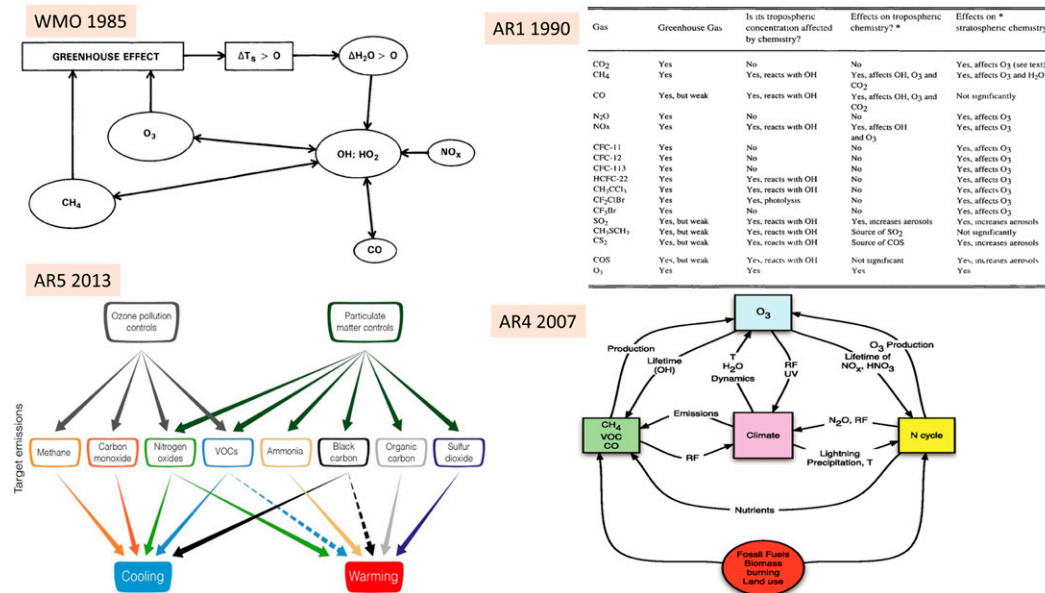 WMO 1985
GREENHOUSE EFFECT
ΔTs > O
ΔH2O > O
O3
OH; HO2
NOx
CH4
CO
AR1 1990
Gas Greenhouse Gas Is its tropospheric concentration affected by chemistry? Effects on tropospheric chemistry? * Effects on * stratospheric chemistry
CO2 Yes No No Yes, affects O3 (see text)
CH4 Yes Yes, reacts with OH Yes, affects OH, O3 and CO2 Yes, affects O3 and H2O
CO Yes, but weak Yes, reacts with OH Yes, affects OH, O3 and CO2 Not significantly
N2O Yes No No Yes, affects O3
NOx Yes Yes, reacts with OH Yes, affects OH and O3 Yes, affects O3
CFC-11 Yes No No Yes, affects O3
CFC-12 Yes No No Yes, affects O3
CFC-113 Yes No No Yes, affects O3
HCFC-22 Yes Yes, reacts with OH No Yes, affects O3
CH3CCl3 Yes Yes, reacts with OH No Yes, affects O3
CF2ClBr Yes Yes, photolysis No Yes, affects O3
CF3Br Yes No No Yes, affects O3
SO2 Yes, but weak Yes, reacts with OH Yes, increases aerosols Yes, increases aerosols
CH3SCH3 Yes, but weak Yes, reacts with OH Source of SO2 Not significantly
CS2 Yes, but weak Yes, reacts with OH Source of COS Yes, increases aerosols
COS Yes, but weak Yes, reacts with OH Not significant Yes, increases aerosols
O3 Yes Yes Yes Yes
AR5 2013
Ozone pollution
controls
Particulate
matter controls
Target emissions
Methane
Carbon
monoxide
Nitrogen
oxides
VOCs
Ammonia
Black
carbon
Organic
carbon
Sulfur
dioxide
Cooling
Warming
AR4 2007
O3
Production
Lifetime
(OH)
T
H2O
Dynamics
RF
UV
O3 Production
Lifetime of
NOx, HNO3
CH4
VOC
CO
Emissions
Climate
N2O, RF
N cycle
RF
Lightning
Precipitation, T
Nutrients
Fossil Fuels
Biomass
burning
Land use